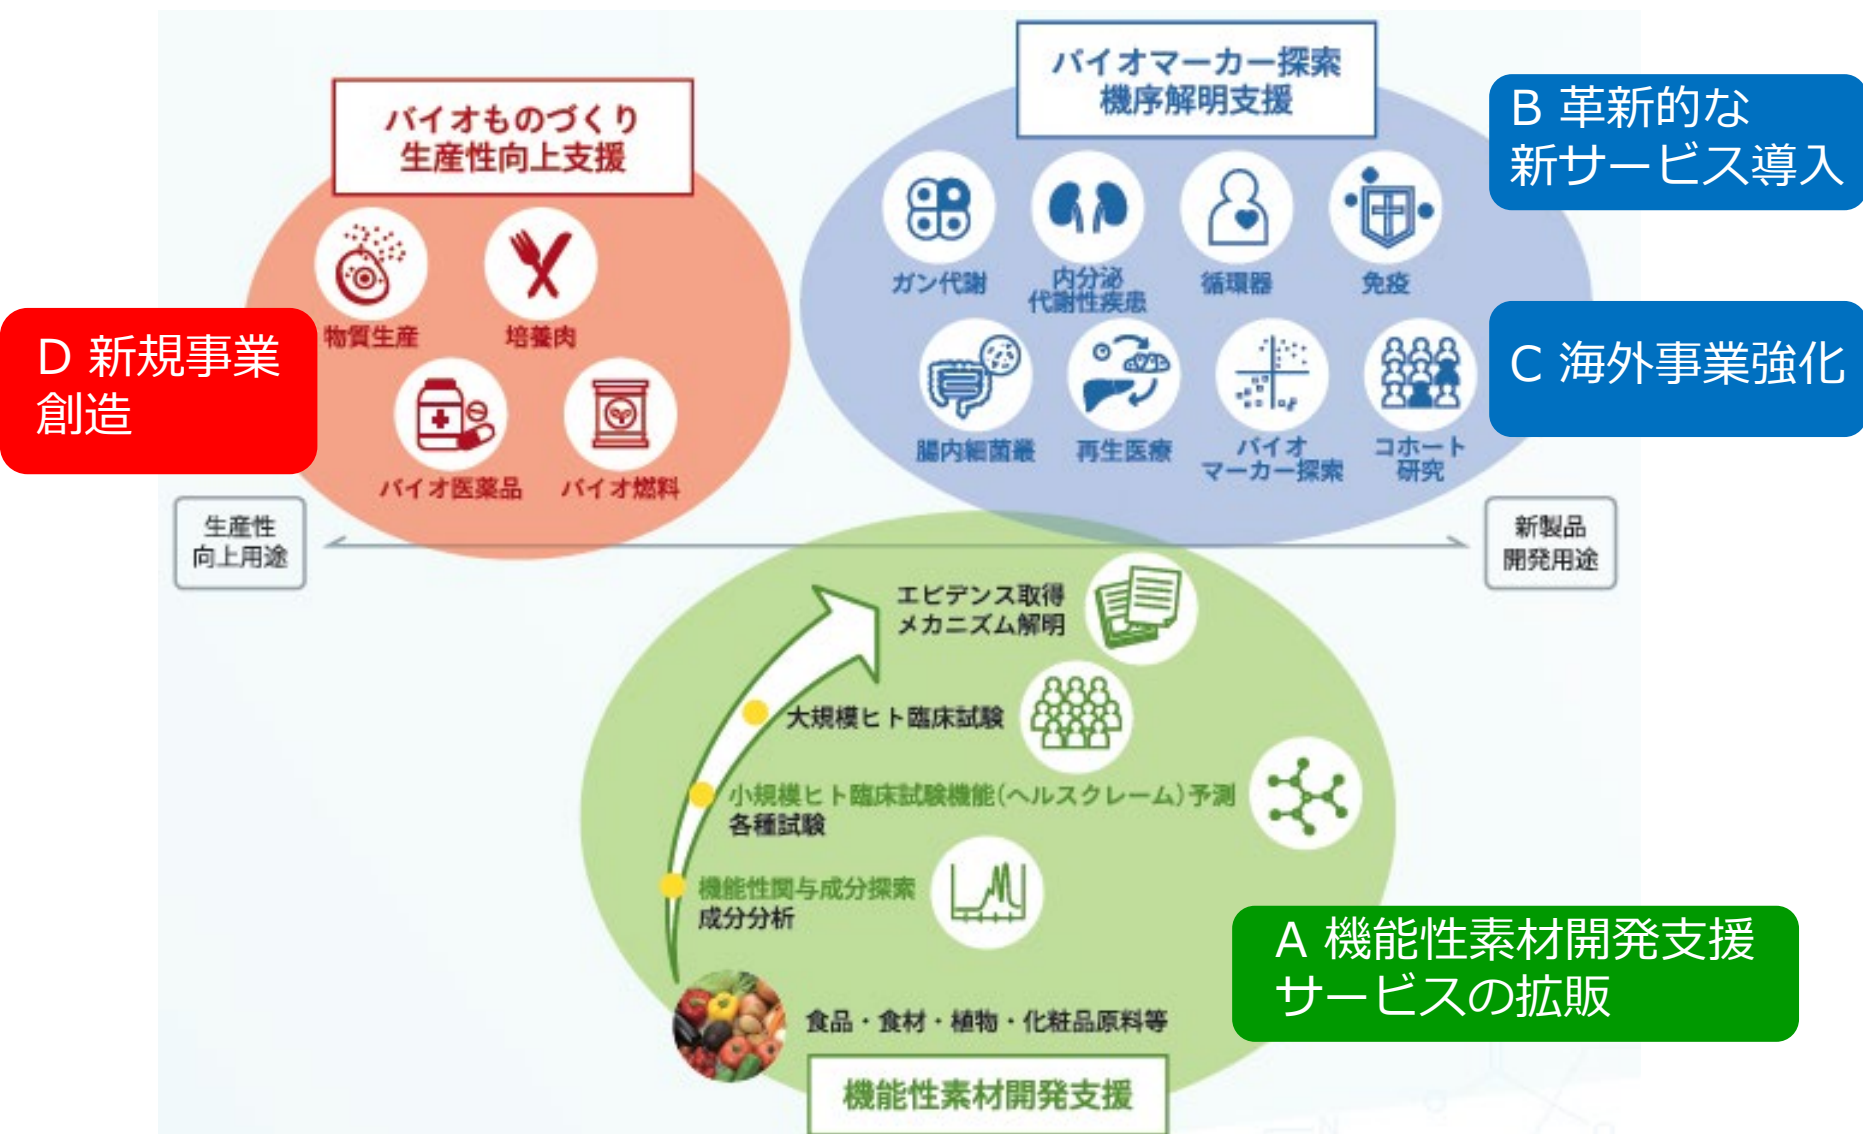 バイオものづくり
生産性向上支援
物質生産
培養肉
バイオ医薬品
バイオ燃料
D 新規事業
創造
バイオマーカー探索
機序解明支援
ガン代謝
内分泌
代謝性疾患
循環器
免疫
腸内細菌叢
再生医療
バイオ
マーカー探索
コホート
研究
B 革新的な
新サービス導入
C 海外事業強化
生産性
向上用途
新製品
開発用途
エビデンス取得
メカニズム解明
大規模ヒト臨床試験
小規模ヒト臨床試験機能(ヘルスクレーム)予測
各種試験
機能性関与成分探索
成分分析
食品・食材・植物・化粧品原料等
機能性素材開発支援
A 機能性素材開発支援
サービスの拡販